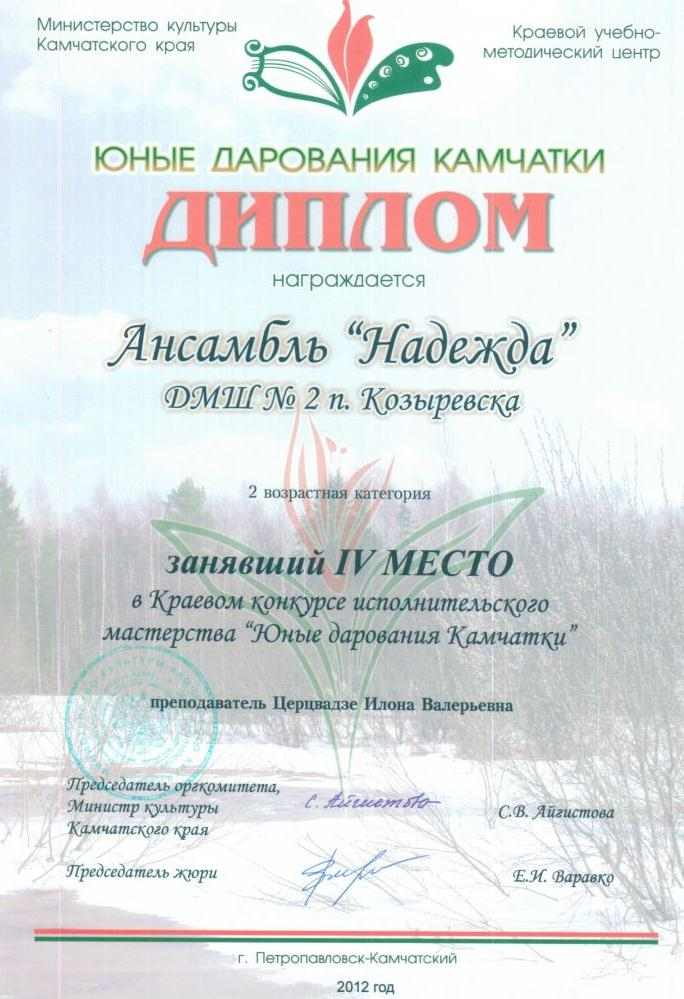 Министерство культуры
Камчатского края
Краевой учебно-
методический центр
ЮНЫЕ ДАРОВАНИЯ КАМЧАТКИ
ДИПЛОМ
награждается
Ансамбль “Надежда”
ДМШ № 2 п. Козыревска
2 возрастная категория
занявший IV МЕСТО
в Краевом конкурсе исполнительского
мастерства “Юные дарования Камчатки”
преподаватель Церцвадзе Илона Валерьевна
Председатель оргкомитета,
Министр культуры
Камчатского края
С. Айгистова
С.В. Айгистова
Председатель жюри
Е.И. Варавко
г. Петропавловск-Камчатский
2012 год